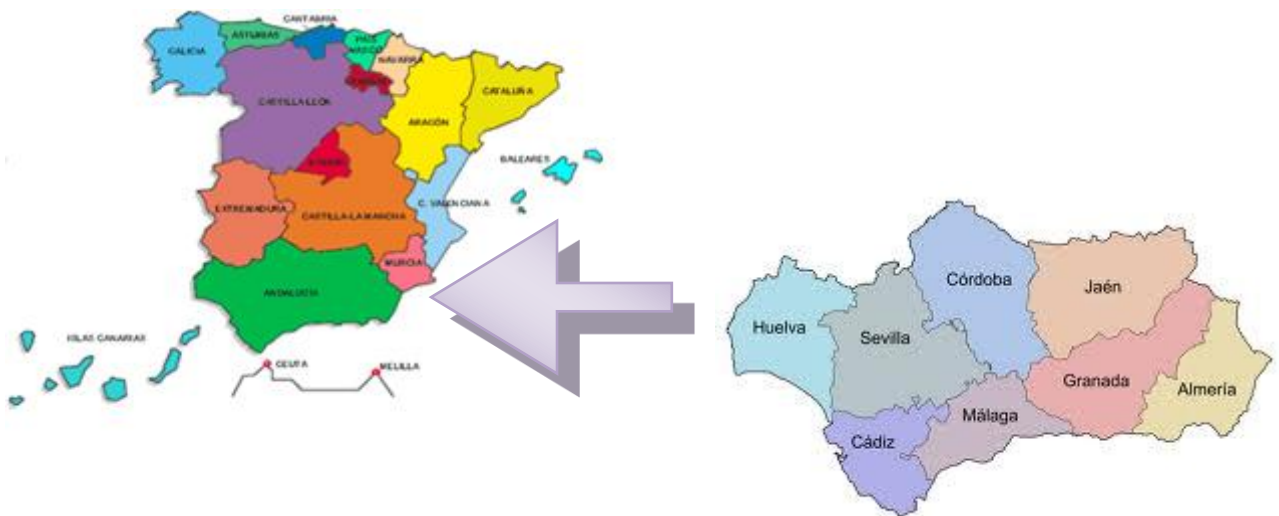 CANTABRIA
ASTURIAS
GALICIA
PAIS
VASCO
NAVARRA
CASTILLA-LEÓN
CATALUÑA
ARAGÓN
BALEARES
EXTREMADURA
CASTILLA-LA MANCHA
C. VALENCIANA
MURCIA
ANDALUCÍA
ISLAS CANARIAS
CEUTA
MELILLA
Córdoba
Jaén
Huelva
Sevilla
Granada
Almería
Málaga
Cádiz